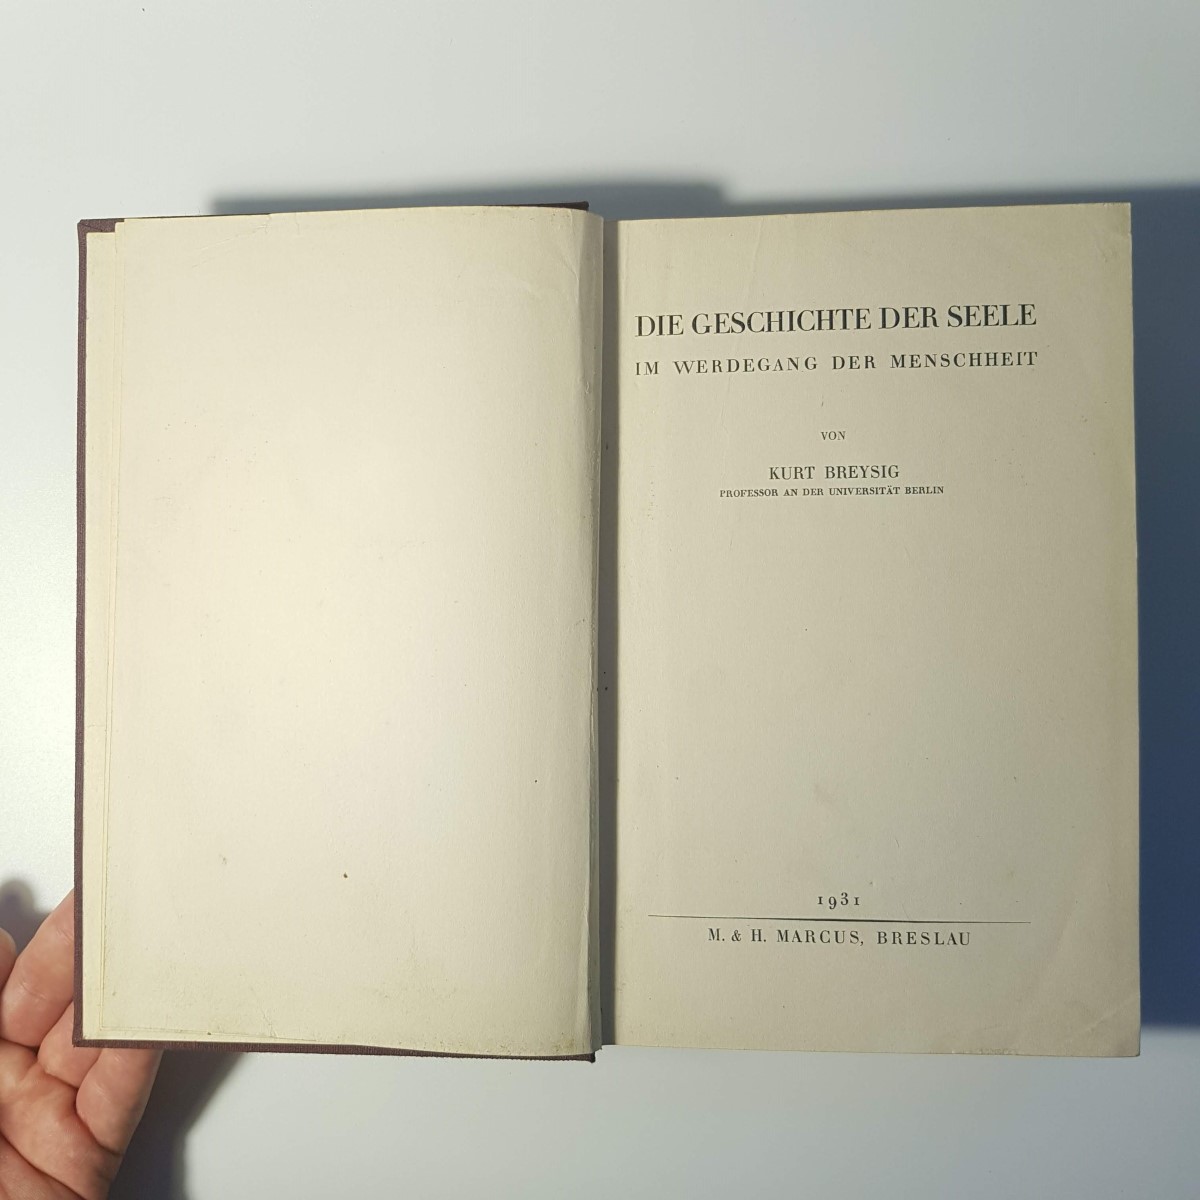 DIE GESCHICHTE DER SEELE
IM WERDEGANG DER MENSCHHEIT
VON
KURT BREYSIG
PROFESSOR AN DER UNIVERSITÄT BERLIN
1931
M. & H. MARCUS, BRESLAU